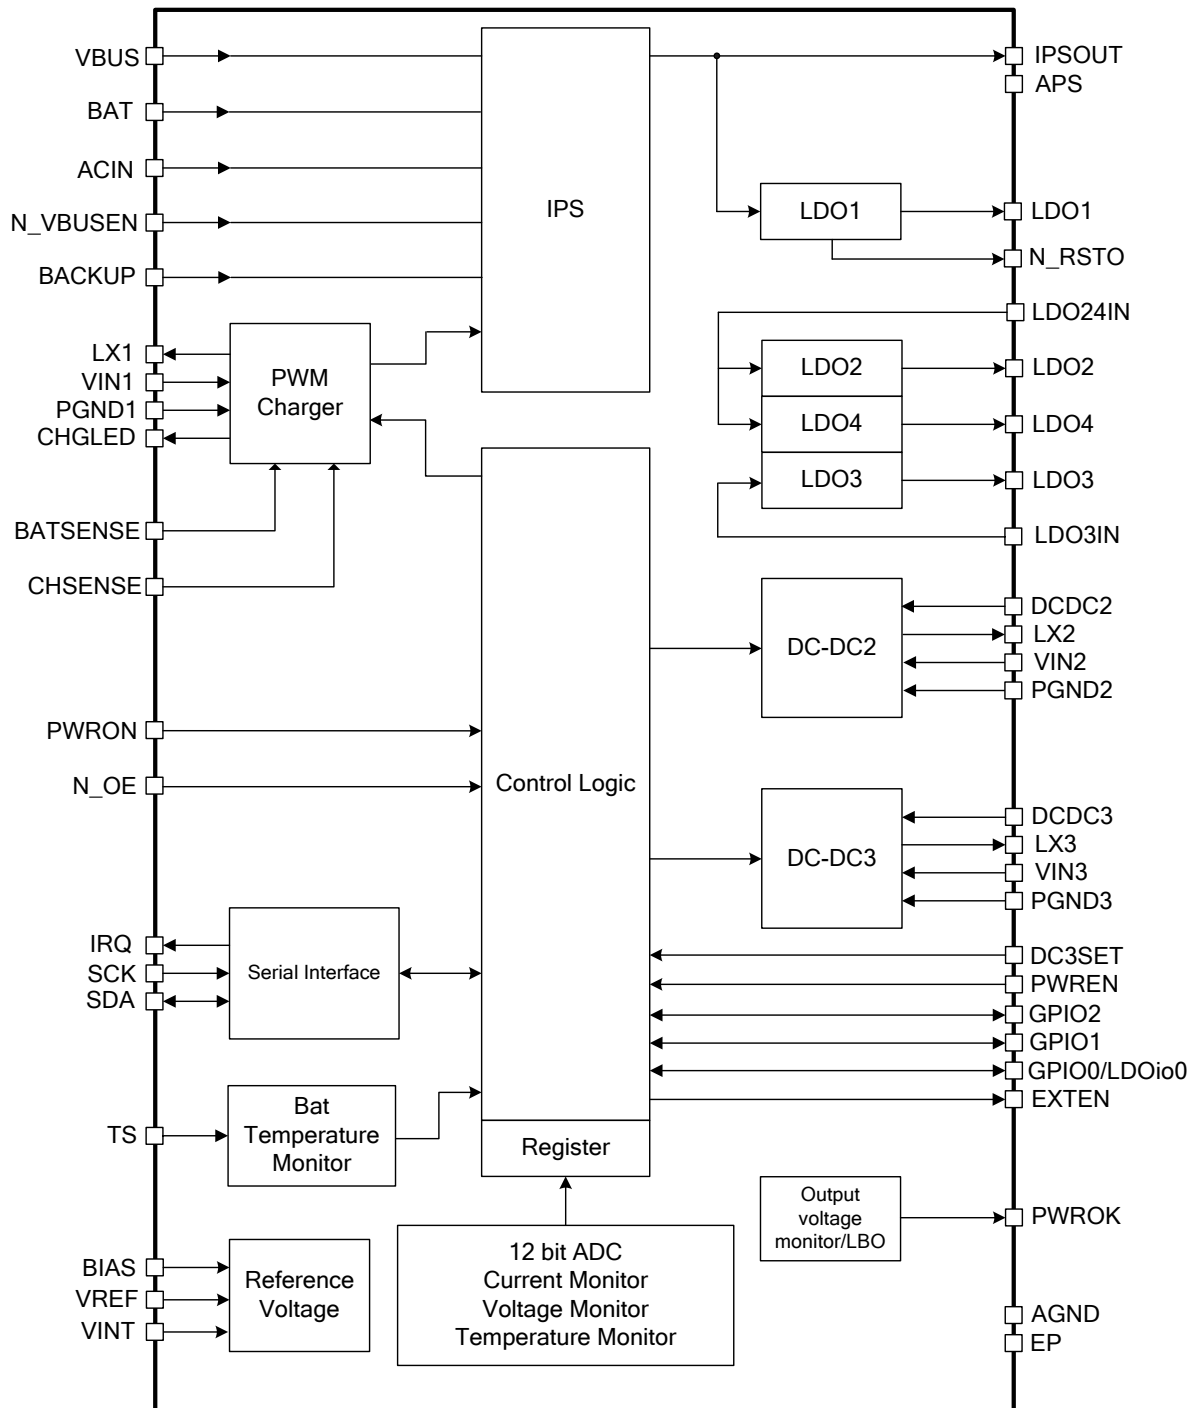 VBUS
BAT
ACIN
N_VBUSEN
BACKUP
LX1
VIN1
PGND1
CHGLED
BATSENSE
CHSENSE
PWRON
N_OE
IRQ
SCK
SDA
TS
BIAS
VREF
VINT
PWM
Charger
Serial Interface
Bat
Temperature
Monitor
Reference
Voltage
IPS
Control Logic
Register
12 bit ADC
Current Monitor
Voltage Monitor
Temperature Monitor
LDO1
LDO2
LDO4
LDO3
DC-DC2
DC-DC3
Output
voltage
monitor/LBO
IPSOUT
APS
LDO1
N_RSTO
LDO24IN
LDO2
LDO4
LDO3
LDO3IN
DCDC2
LX2
VIN2
PGND2
DCDC3
LX3
VIN3
PGND3
DC3SET
PWREN
GPIO2
GPIO1
GPIO0/LDOio0
EXTEN
PWROK
AGND
EP